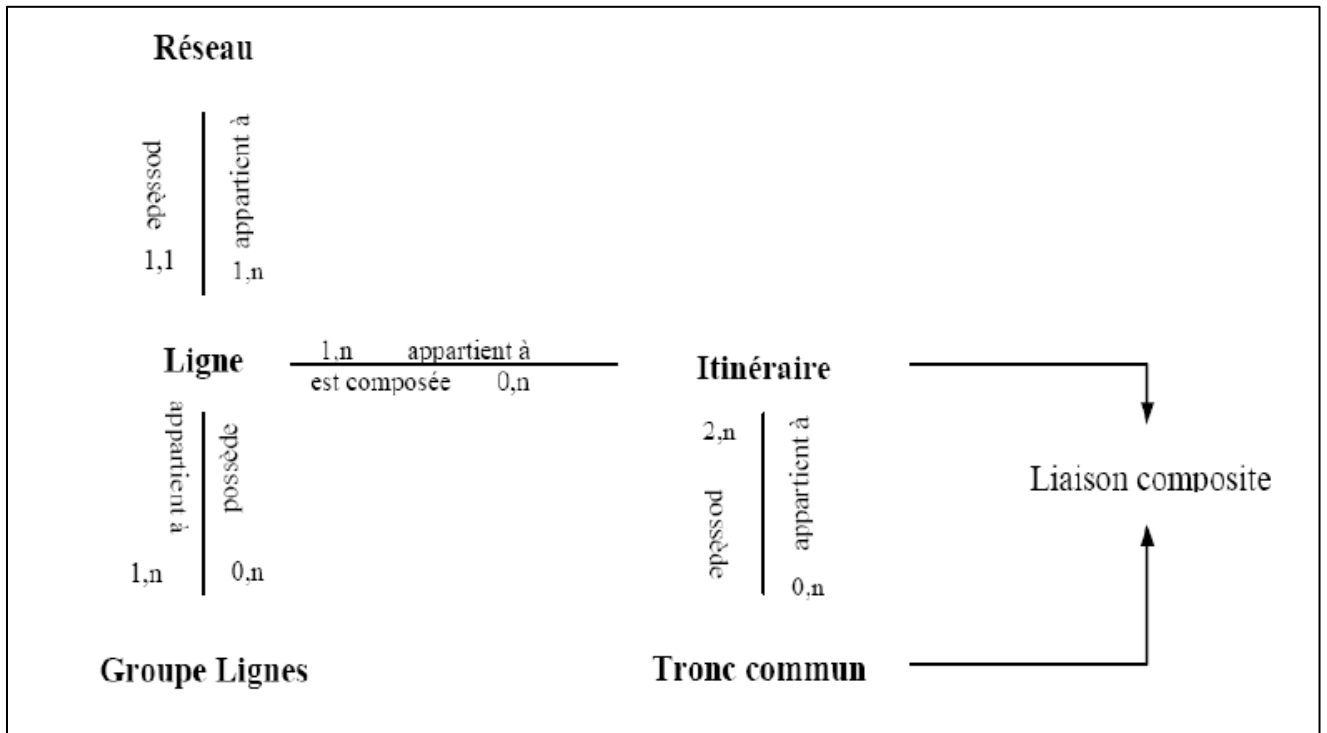 Réseau
possède
appartient à
1,1
1,n
Ligne
1,n appartient à
est composée 0,n
Itinéraire
appartient à
possède
1,n
0,n
2,n
possède
appartient à
0,n
Liaison composite
Groupe Lignes
Tronc commun